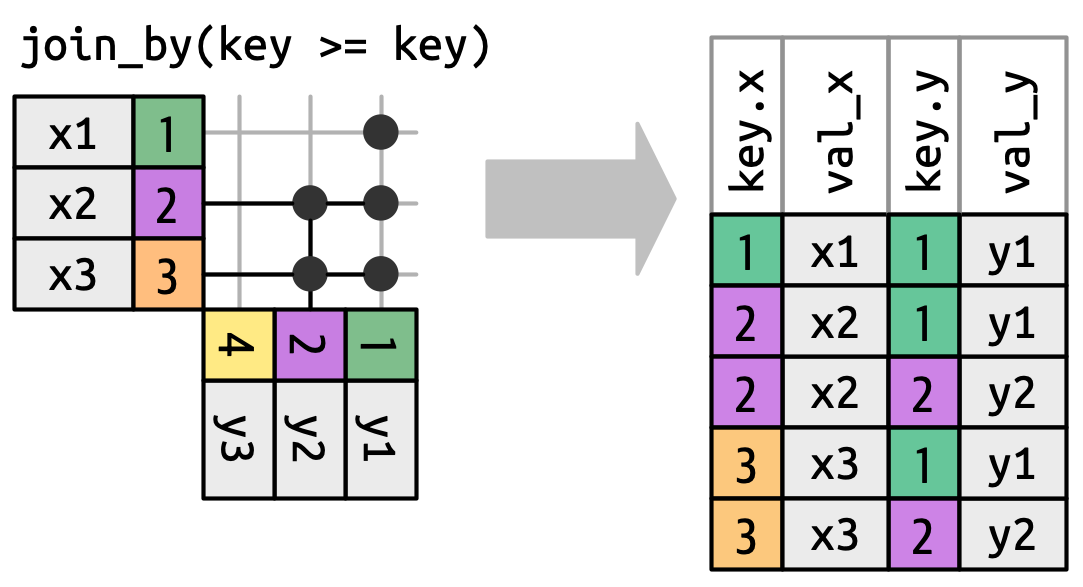 join_by(key >= key)
x1 1
x2 2
x3 3
4 2 1
y3 y2 y1
key.x val_x key.y val_y
1 x1 1 y1
2 x2 1 y1
2 x2 2 y2
3 x3 1 y1
3 x3 2 y2